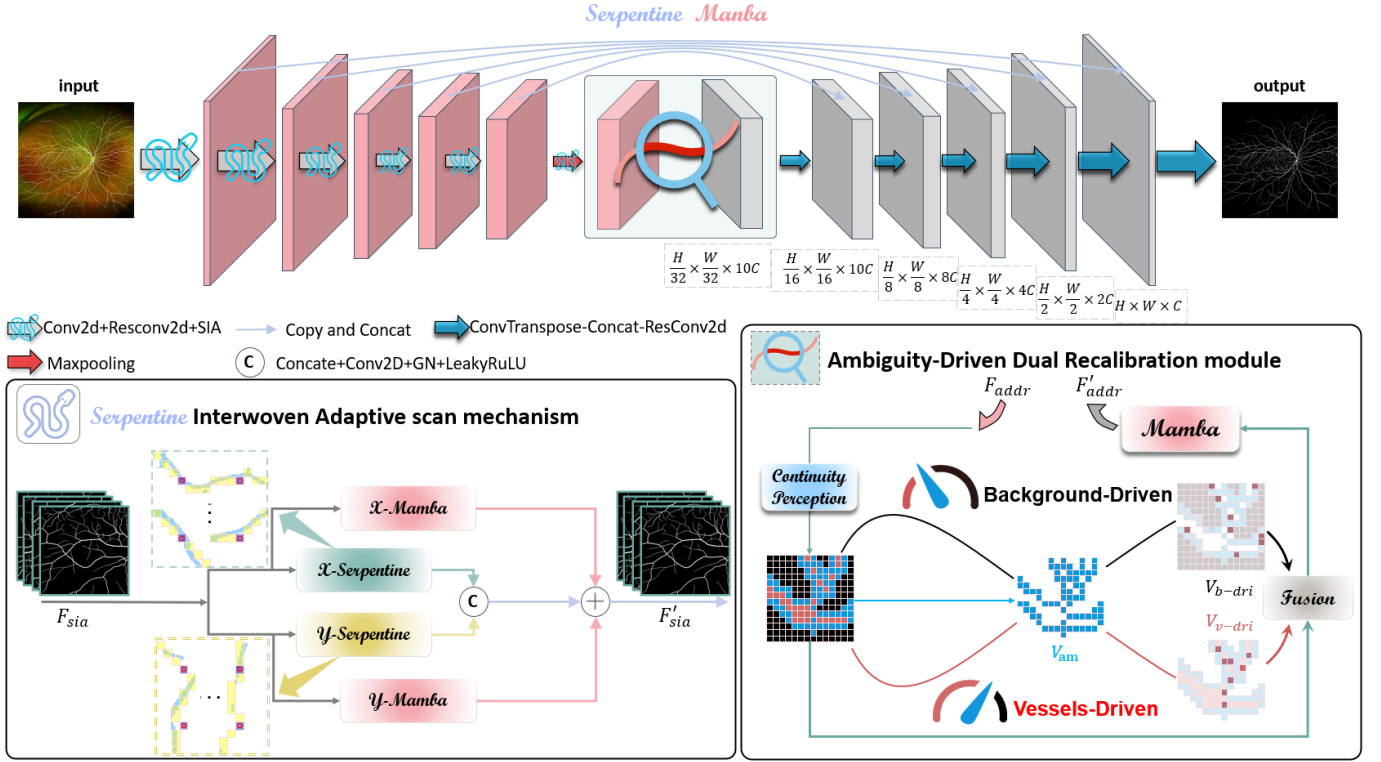 Serpentine Manba
input
output
H/32 × W/32 × 10C
H/16 × W/16 × 10C
H/8 × W/8 × 8C
H/4 × W/4 × 4C
H/2 × W/2 × 2C
H × W × C
Conv2d+Resconv2d+SIA
Copy and Concat
ConvTranspose-Concat-ResConv2d
Maxpooling
C
Concate+Conv2D+GN+LeakyRuLU
Serpentine Interwoven Adaptive scan mechanism
X-Mamba
X-Serpentine
C
Y-Serpentine
Y-Mamba
F_sia
F'_sia
Ambiguity-Driven Dual Recalibration module
F_addr
F'_addr
Mamba
Continuity
Perception
Background-Driven
V_b-dri
Fusion
V_v-dri
V_am
Vessels-Driven